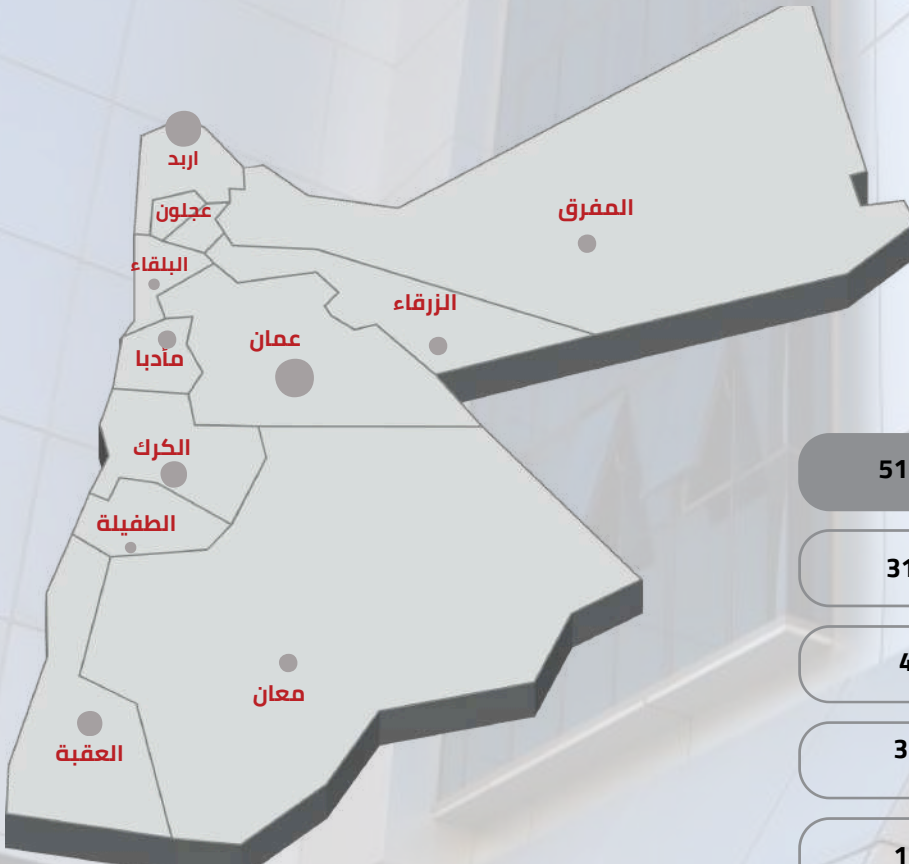 اربد
عجلون
المفرق
البلقاء
الزرقاء
عمان
مأدبا
الكرك
الطفيلة
معان
العقبة
51
31
4
3
1